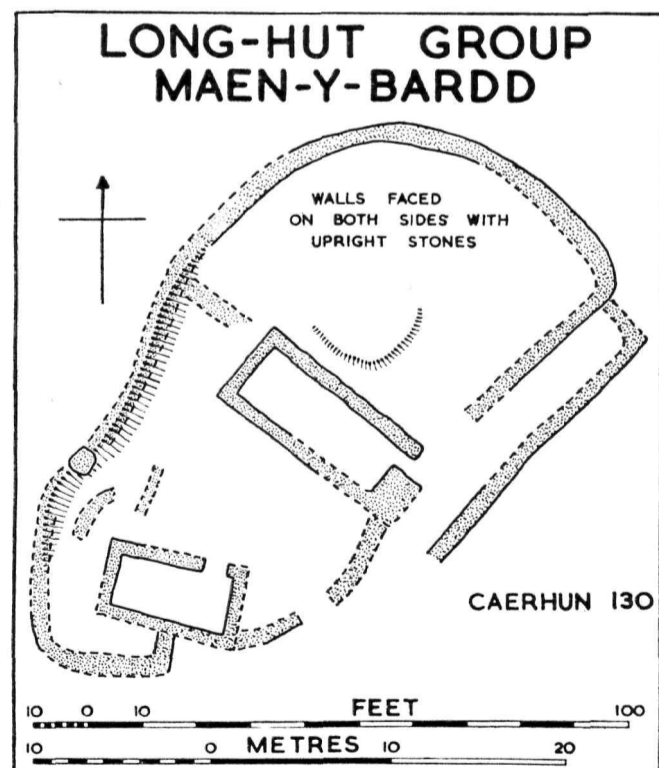 LONG-HUT GROUP
MAEN-Y-BARDD
WALLS FACED
ON BOTH SIDES WITH
UPRIGHT STONES
CAERHUN 130
10 0 10 FEET 100
10 METRES 0 10 20